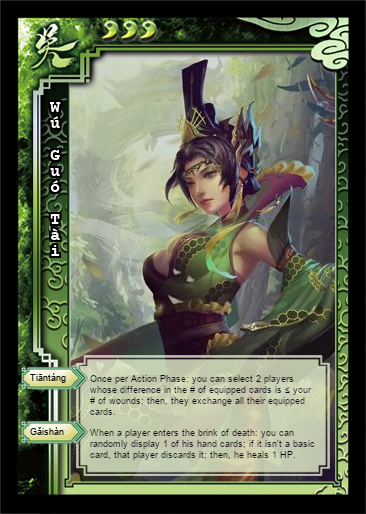 吴
Wú Guó Tài
Tiāntáng
Once per Action Phase: you can select 2 players
whose difference in the # of equipped cards is ≤ your
# of wounds; then, they exchange all their equipped
cards.
Gǎishàn
When a player enters the brink of death: you can
randomly display 1 of his hand cards; if it isn't a basic
card, that player discards it; then, he heals 1 HP.